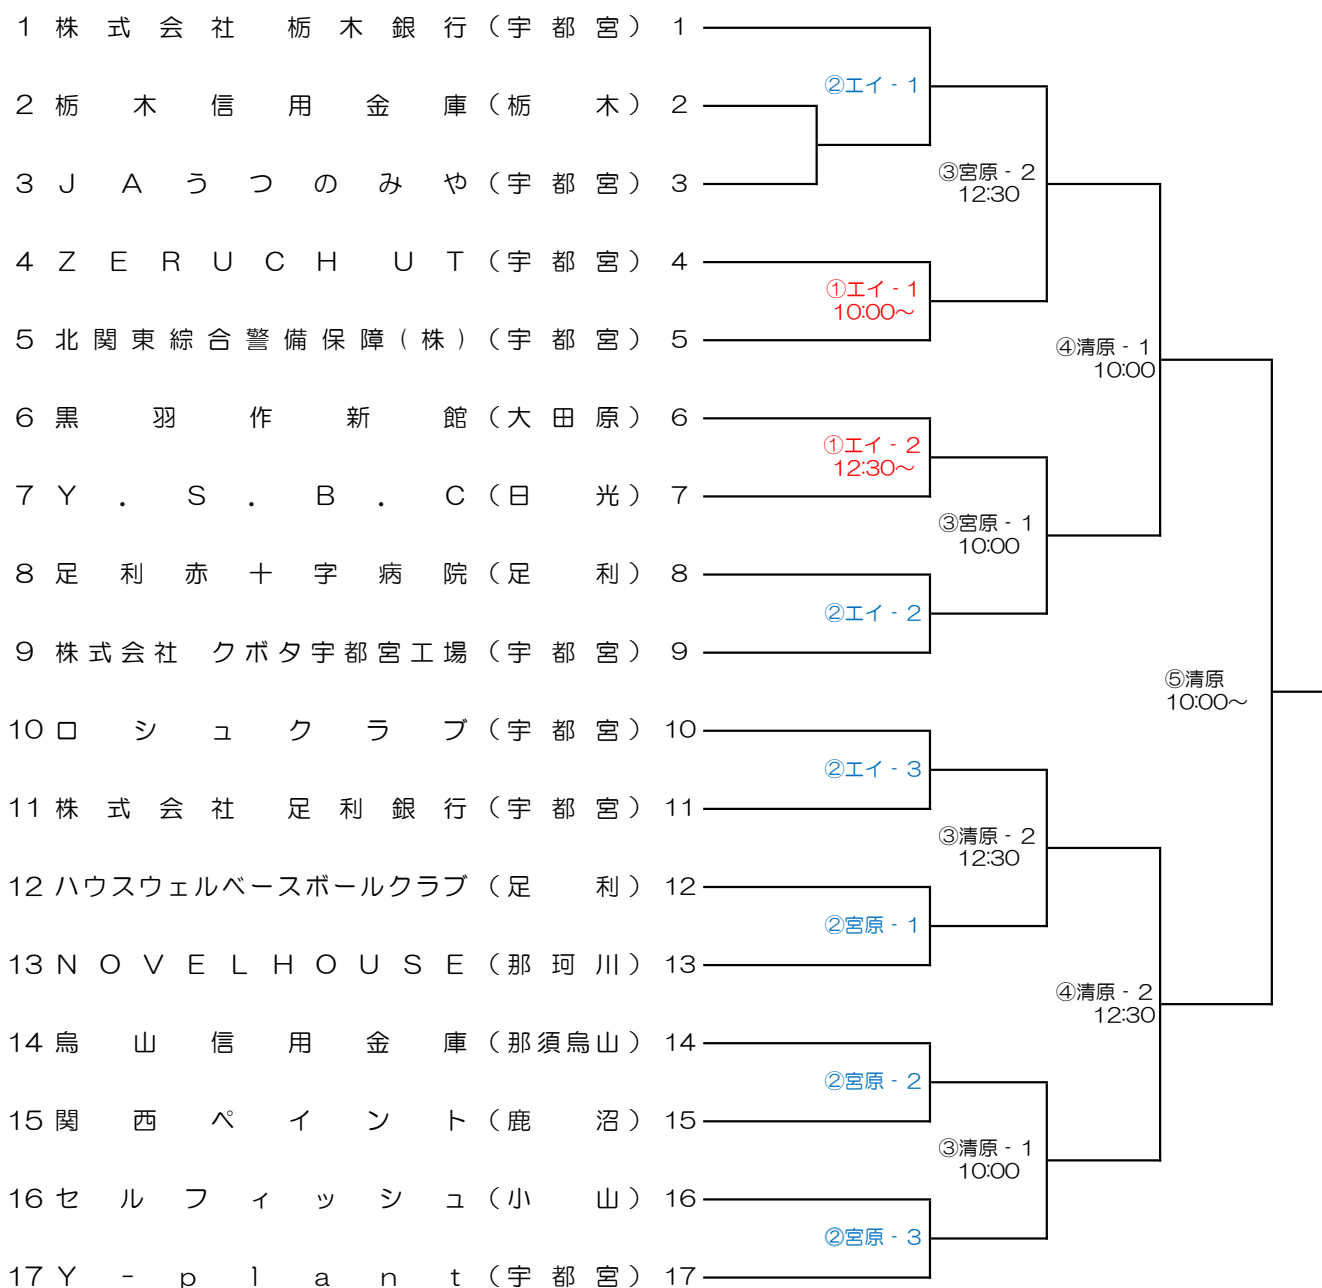 1 株式会社 栃木銀行 (宇都宮) 1
②エイ - 1
2 栃木信用金庫 (栃木) 2
③宮原 - 2
12:30
3 JAうつのみや (宇都宮) 3
4 ZERUCH UT (宇都宮) 4
①エイ - 1
10:00～
5 北関東綜合警備保障(株) (宇都宮) 5
④清原 - 1
10:00
6 黒羽作新館 (大田原) 6
①エイ - 2
12:30～
7 Y.S.B.C (日光) 7
③宮原 - 1
10:00
8 足利赤十字病院 (足利) 8
②エイ - 2
9 株式会社 クボタ宇都宮工場 (宇都宮) 9
⑤清原
10:00～
10 ロシュクラブ (宇都宮) 10
②エイ - 3
11 株式会社 足利銀行 (宇都宮) 11
③清原 - 2
12:30
12 ハウスウェルベースボールクラブ (足利) 12
②宮原 - 1
13 NOVELHOUSE (那珂川) 13
④清原 - 2
12:30
14 烏山信用金庫 (那須烏山) 14
②宮原 - 2
15 関西ペイント (鹿沼) 15
③清原 - 1
10:00
16 セルフィッシュ (小山) 16
②宮原 - 3
17 Y-plant (宇都宮) 17